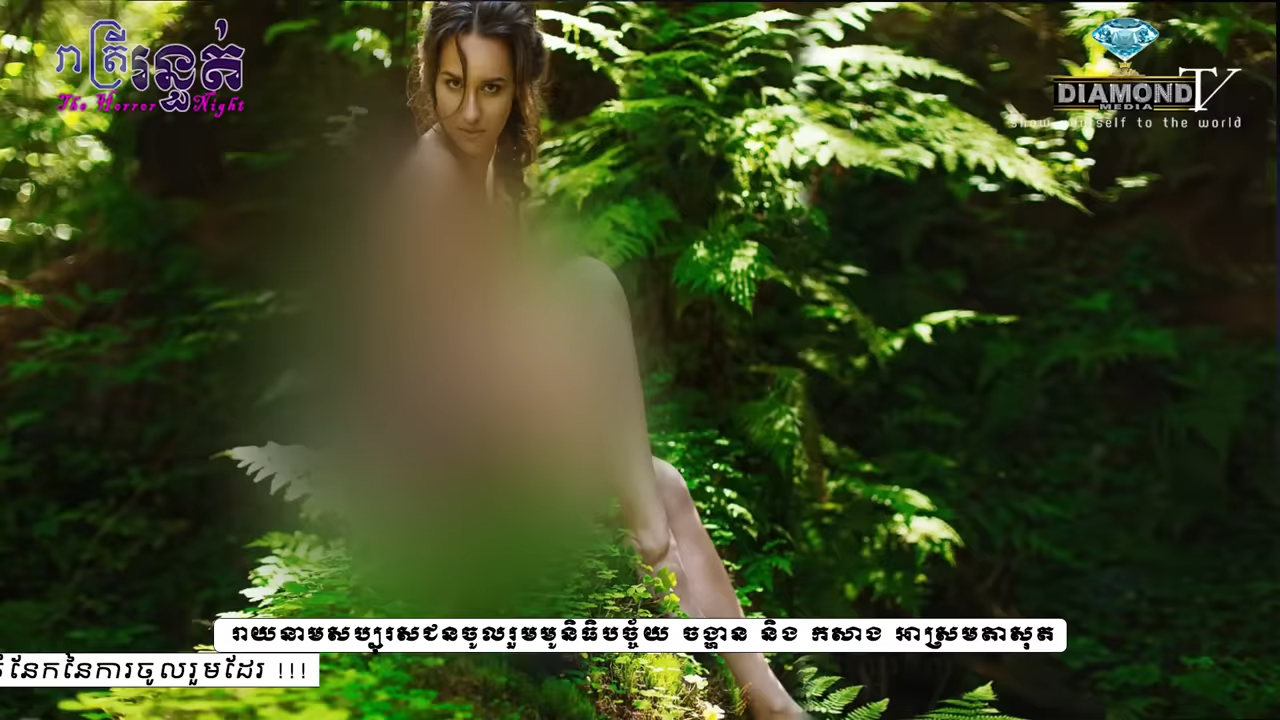 រាត្រីរន្ធត់
The Horror Night
DIAMOND TV
MEDIA
Show yourself to the world
រាយនាមសប្បុរសជនចូលរួមមូនិធិបច្ច័យ ចង្ហាន និង កសាង អាស្រមតាសុត
នែកនៃការចូលរួមដែរ !!!